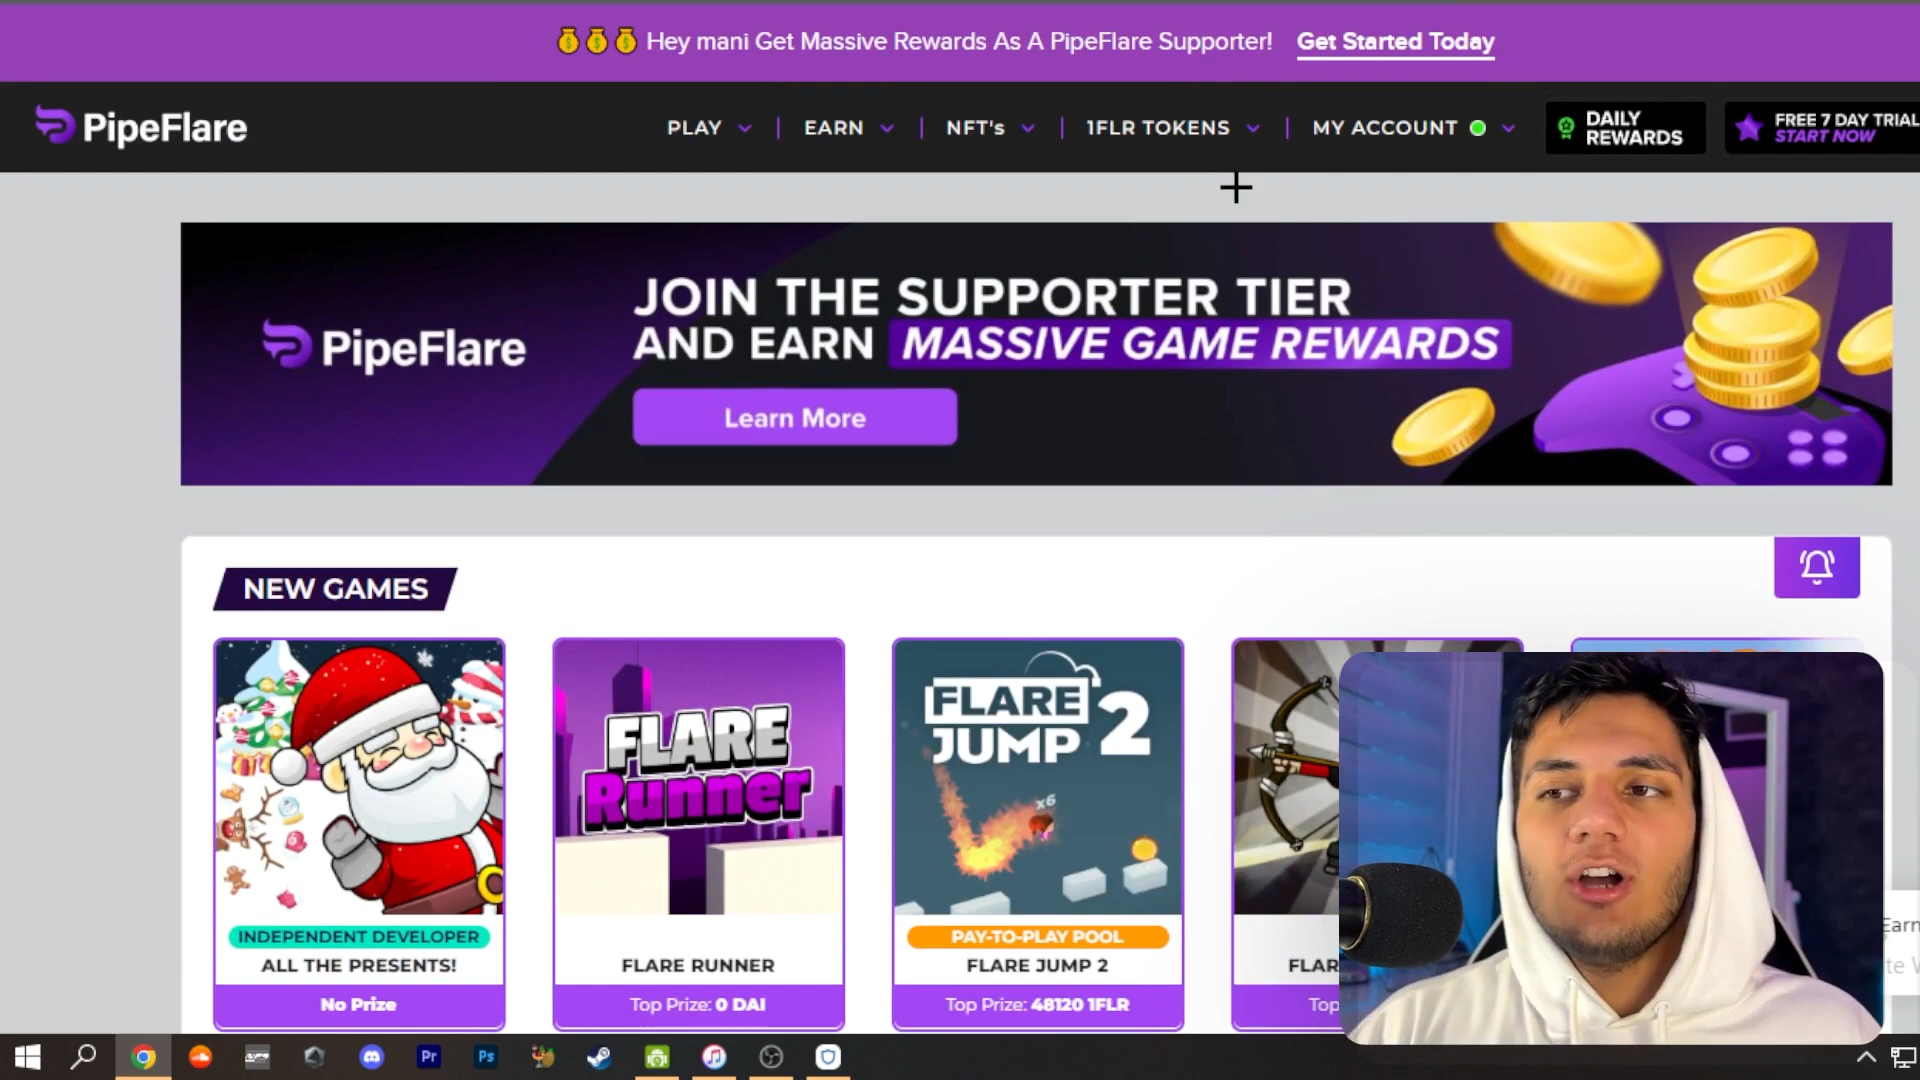 Hey mani Get Massive Rewards As A PipeFlare Supporter! Get Started Today
PipeFlare
PLAY
EARN
NFT's
1FLR TOKENS
MY ACCOUNT
DAILY
REWARDS
FREE 7 DAY TRIAL
START NOW
PipeFlare
JOIN THE SUPPORTER TIER
AND EARN MASSIVE GAME REWARDS
Learn More
NEW GAMES
FLARE
Runner
FLARE
JUMP 2
x6
INDEPENDENT DEVELOPER
ALL THE PRESENTS!
No Prize
FLARE RUNNER
Top Prize: 0 DAI
PAY-TO-PLAY POOL
FLARE JUMP 2
Top Prize: 48120 1FLR
FLAR
Top
Earn
te W
Pr
Ps